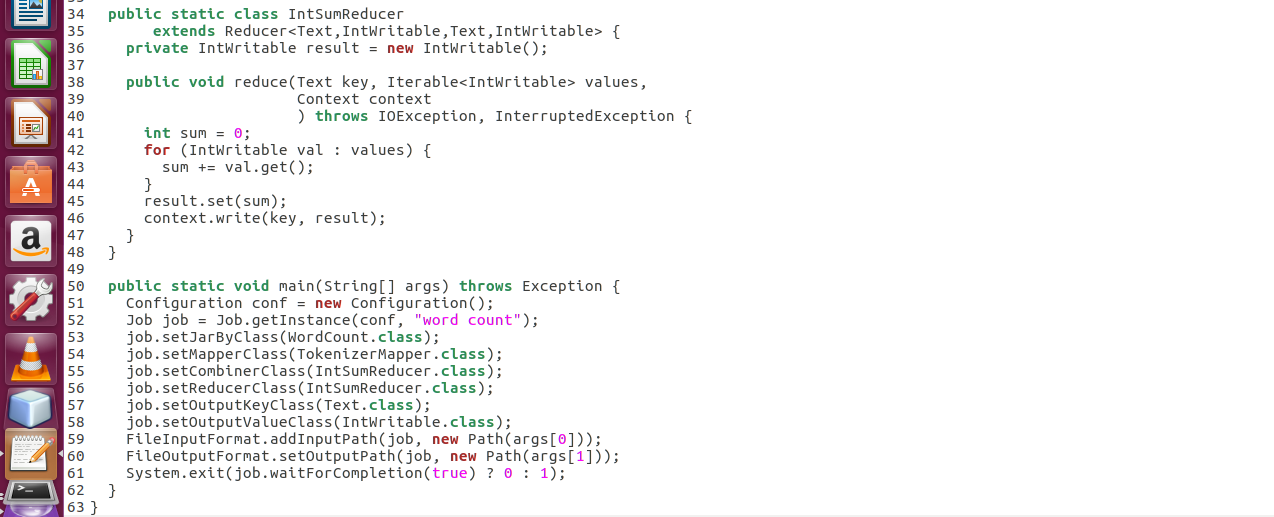 34 public static class IntSumReducer
35 extends Reducer<Text,IntWritable,Text,IntWritable> {
36 private IntWritable result = new IntWritable();
37
38 public void reduce(Text key, Iterable<IntWritable> values,
39 Context context
40 ) throws IOException, InterruptedException {
41 int sum = 0;
42 for (IntWritable val : values) {
43 sum += val.get();
44 }
45 result.set(sum);
46 context.write(key, result);
47 }
48 }
49
50 public static void main(String[] args) throws Exception {
51 Configuration conf = new Configuration();
52 Job job = Job.getInstance(conf, "word count");
53 job.setJarByClass(WordCount.class);
54 job.setMapperClass(TokenizerMapper.class);
55 job.setCombinerClass(IntSumReducer.class);
56 job.setReducerClass(IntSumReducer.class);
57 job.setOutputKeyClass(Text.class);
58 job.setOutputValueClass(IntWritable.class);
59 FileInputFormat.addInputPath(job, new Path(args[0]));
60 FileOutputFormat.setOutputPath(job, new Path(args[1]));
61 System.exit(job.waitForCompletion(true) ? 0 : 1);
62 }
63 }